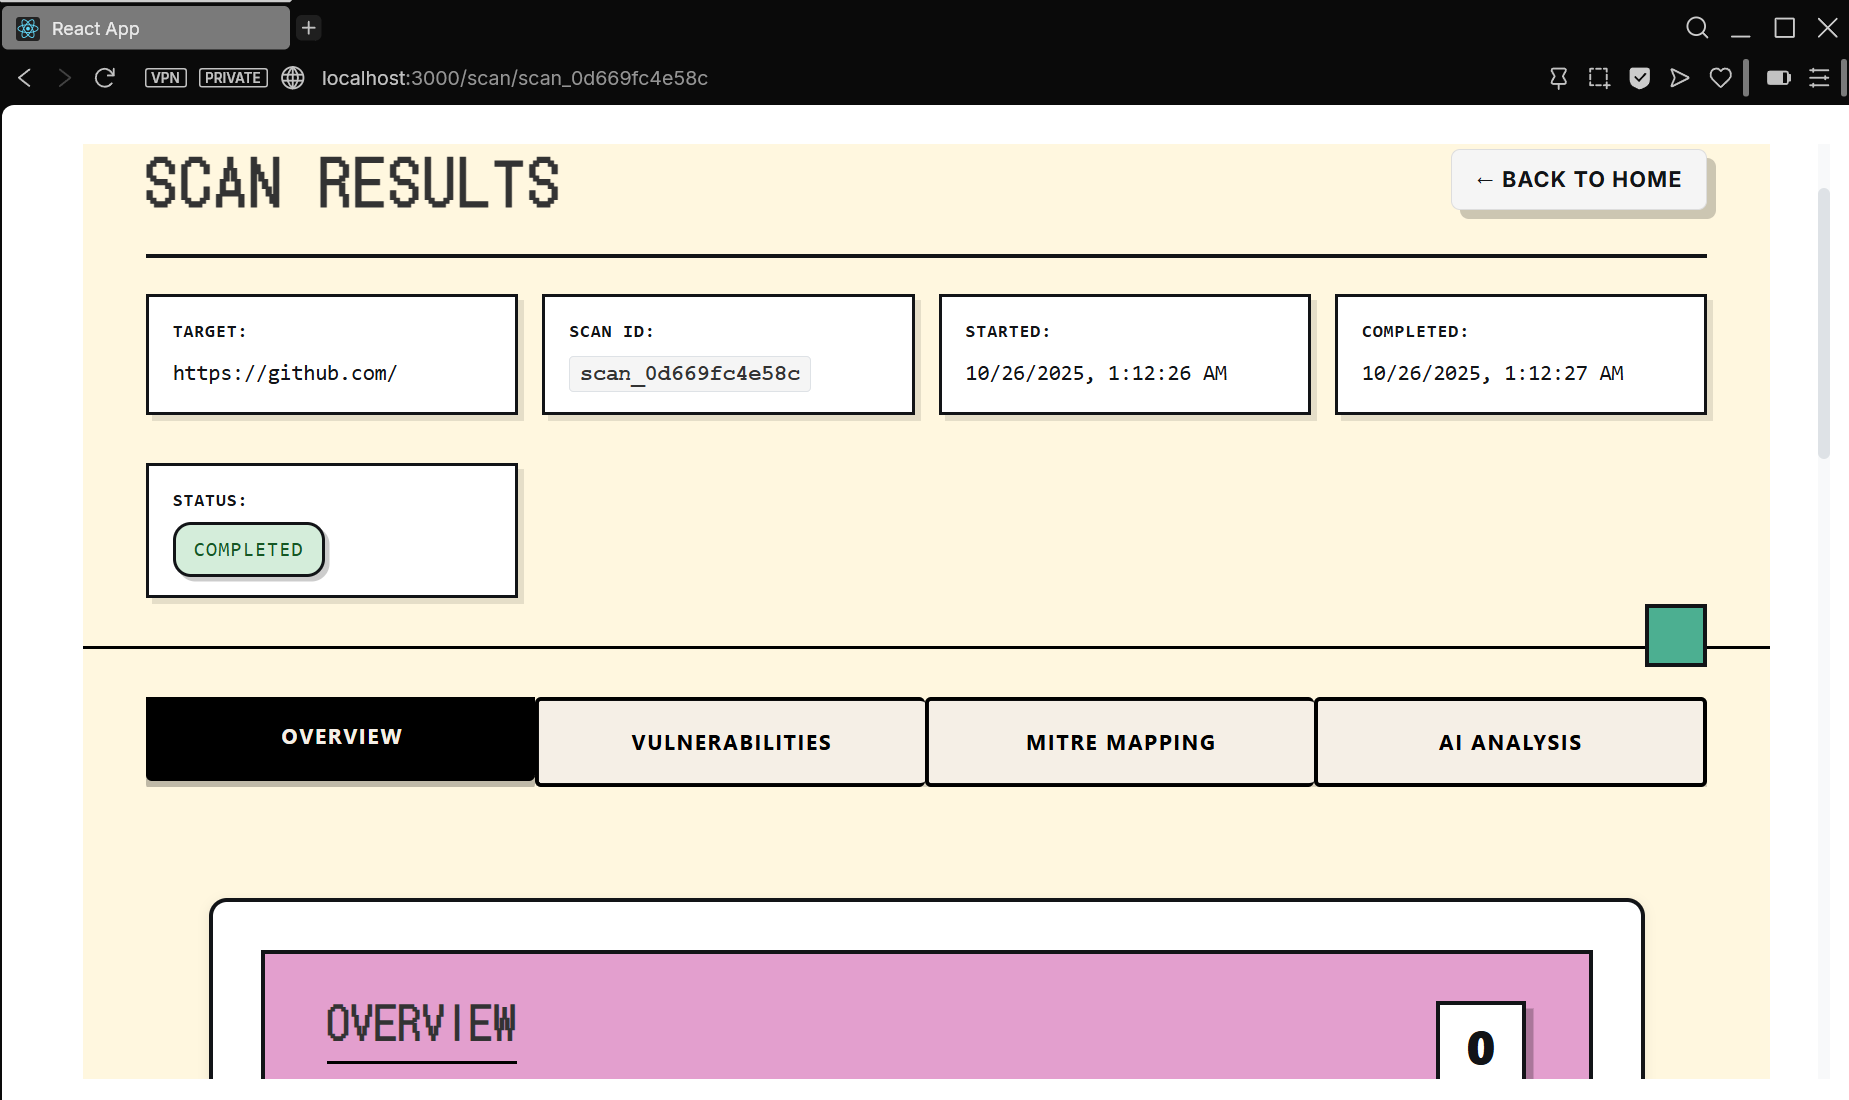 React App
VPN PRIVATE localhost:3000/scan/scan_0d669fc4e58c
SCAN RESULTS
← BACK TO HOME
TARGET:
https://github.com/
SCAN ID:
scan_0d669fc4e58c
STARTED:
10/26/2025, 1:12:26 AM
COMPLETED:
10/26/2025, 1:12:27 AM
STATUS:
COMPLETED
OVERVIEW
VULNERABILITIES
MITRE MAPPING
AI ANALYSIS
OVERVIEW
0